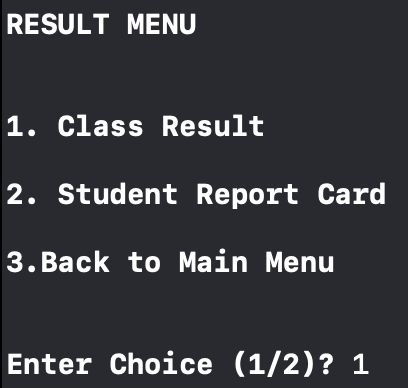 RESULT MENU
1. Class Result
2. Student Report Card
3.Back to Main Menu
Enter Choice (1/2)? 1